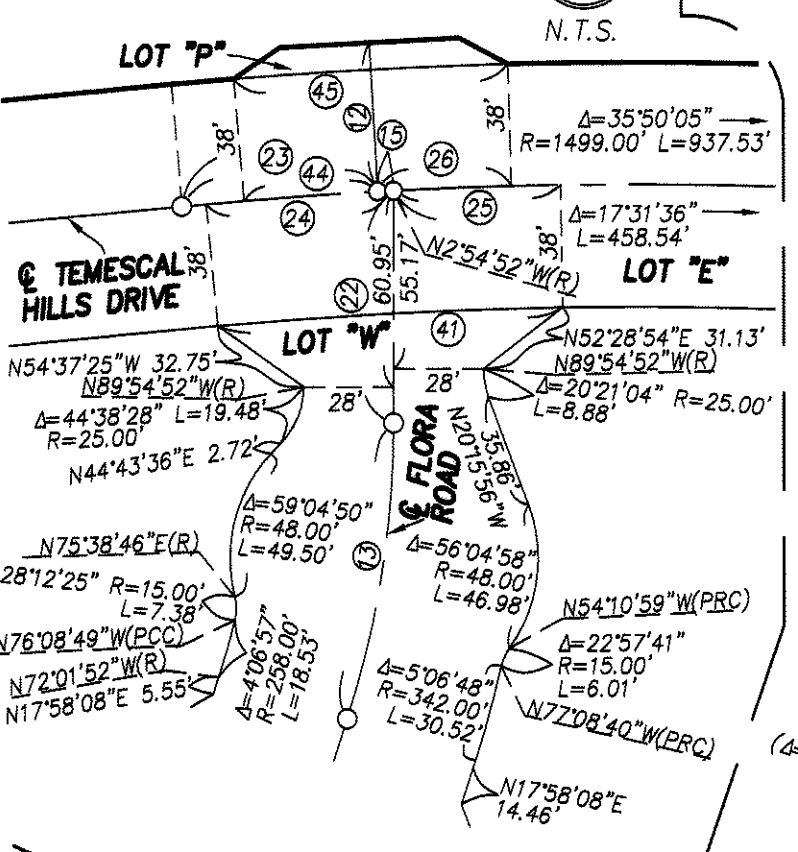 N.T.S.
LOT "P"
45
12
15
38'
38'
23
44
26
Δ=35°50'05"
R=1499.00' L=937.53'
24
25
Δ=17°31'36"
L=458.54'
℄ TEMESCAL
HILLS DRIVE
38'
22
60.95'
55.17'
N2°54'52"W(R)
38'
LOT "E"
LOT "W"
41
N54°37'25"W 32.75'
N52°28'54"E 31.13'
N89°54'52"W(R)
N89°54'52"W(R)
28'
28'
Δ=44°38'28" L=19.48'
R=25.00'
Δ=20°21'04" R=25.00'
L=8.88'
N44°43'36"E 2.72'
℄ FLORA
ROAD
35.86'
N20°15'56"W
Δ=59°04'50"
R=48.00'
L=49.50'
13
Δ=56°04'58"
R=48.00'
L=46.98'
N75°38'46"E(R)
28°12'25" R=15.00'
L=7.38'
N54°10'59"W(PRC)
N76°08'49"W(PCC)
Δ=22°57'41"
R=15.00'
L=6.01'
N72°01'52"W(R)
N17°58'08"E 5.55'
Δ=4°06'57"
R=258.00'
L=18.53'
Δ=5°06'48"
R=342.00'
L=30.52'
N77°08'40"W(PRC)
(Δ=
N17°58'08"E
14.46'